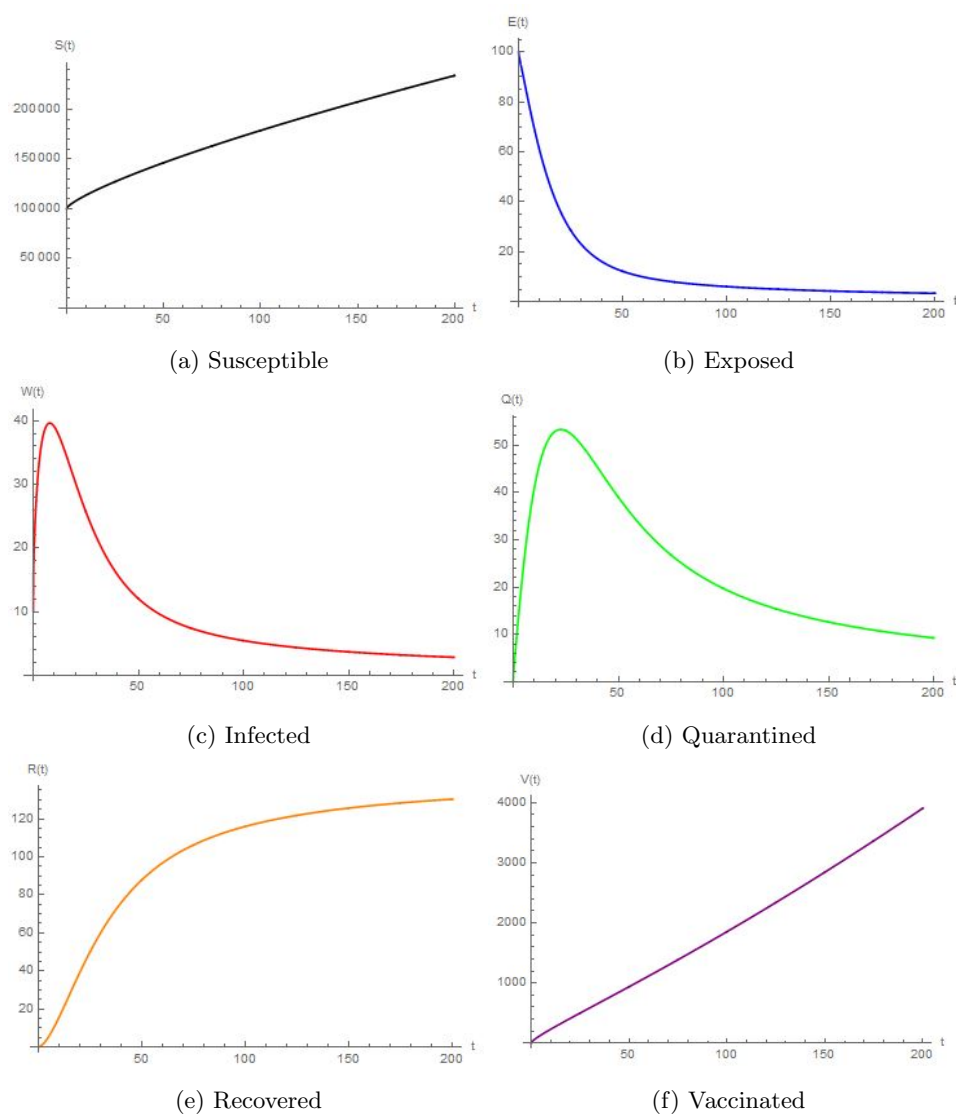 S(t)
200 000
150 000
100 000
50 000
50 100 150 200 t
(a) Susceptible
E(t)
100
80
60
40
20
50 100 150 200 t
(b) Exposed
W(t)
40
30
20
10
50 100 150 200 t
(c) Infected
Q(t)
50
40
30
20
10
50 100 150 200 t
(d) Quarantined
R(t)
120
100
80
60
40
20
50 100 150 200 t
(e) Recovered
V(t)
4000
3000
2000
1000
50 100 150 200 t
(f) Vaccinated